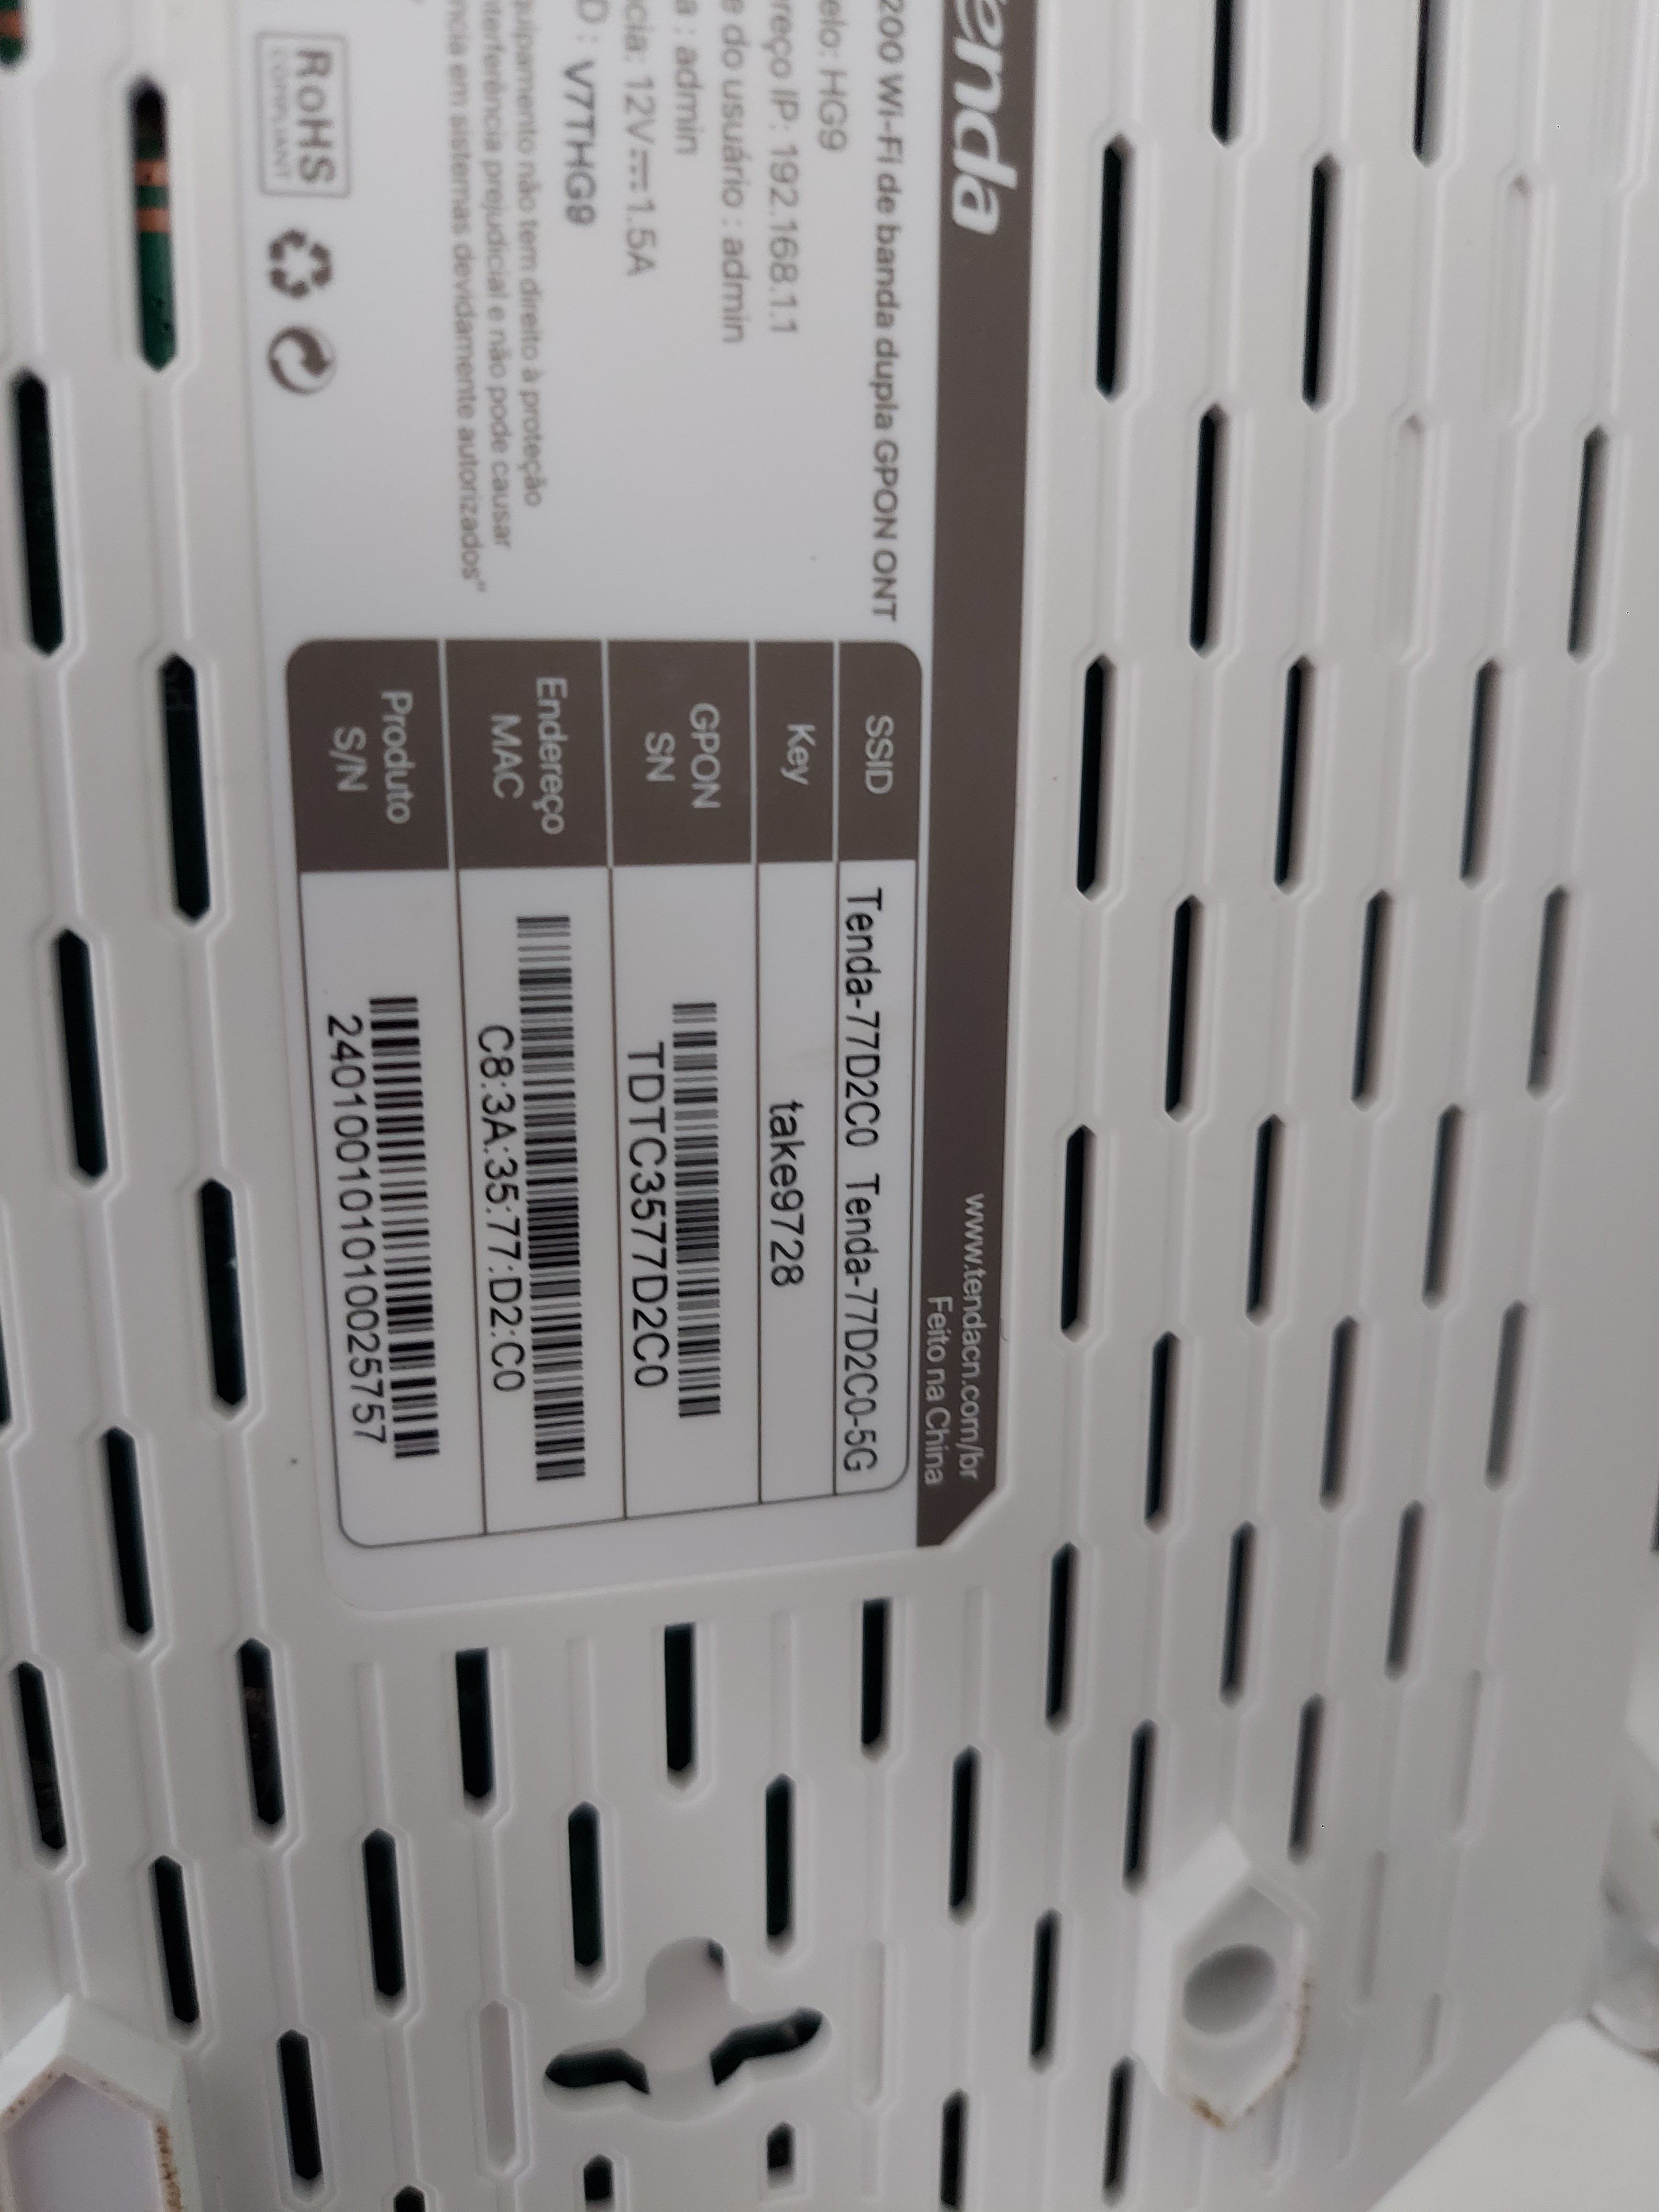 enda
www.tendacn.com/br
Feito na China
200 Wi-Fi de banda dupla GPON ONT
elo: HG9
reço IP: 192.168.1.1
e do usuário : admin
a : admin
cia: 12V⎓1.5A
D : V7THG9
quipamento não tem direito à proteção
nterferência prejudicial e não pode causar
ncia em sistemas devidamente autorizados"
RoHS
COMPLIANT
SSID Tenda-77D2C0 Tenda-77D2C0-5G
Key take9728
GPON
SN
TDTC3577D2C0
Endereço
MAC
C8:3A:35:77:D2:C0
Produto
S/N
240100010101010025757